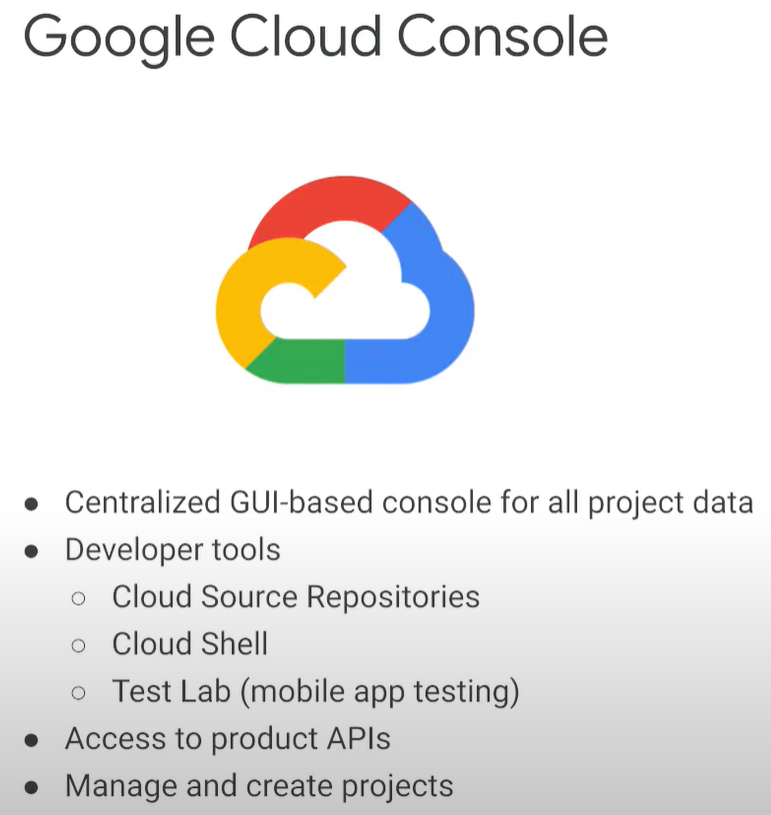 Google Cloud Console
● Centralized GUI-based console for all project data
● Developer tools
○ Cloud Source Repositories
○ Cloud Shell
○ Test Lab (mobile app testing)
● Access to product APIs
● Manage and create projects